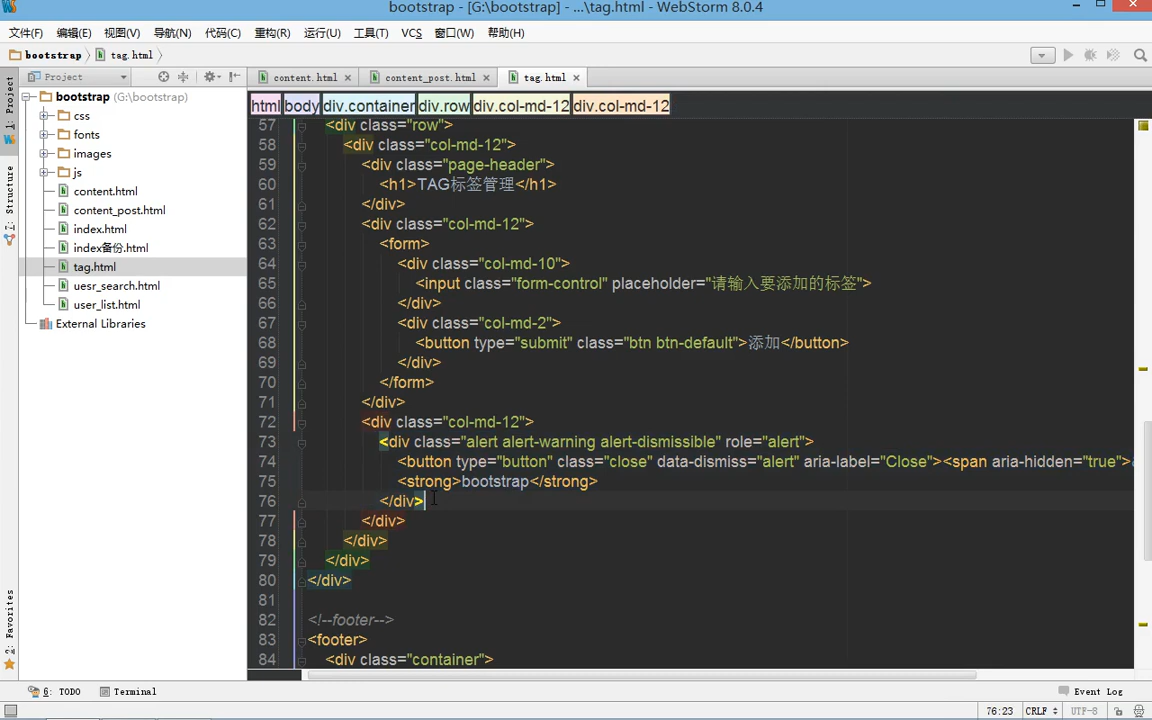 bootstrap - [G:\bootstrap] - ...\tag.html - WebStorm 8.0.4
文件(F) 编辑(E) 视图(V) 导航(N) 代码(C) 重构(R) 运行(U) 工具(T) VCS 窗口(W) 帮助(H)
bootstrap tag.html
1: Project
7: Structure
2: Favorites
Project
bootstrap (G:\bootstrap)
css
fonts
images
js
content.html
content_post.html
index.html
index备份.html
tag.html
uesr_search.html
user_list.html
External Libraries
content.html content_post.html tag.html
html body div.container div.row div.col-md-12 div.col-md-12
57 <div class="row">
58 <div class="col-md-12">
59 <div class="page-header">
60 <h1>TAG标签管理</h1>
61 </div>
62 <div class="col-md-12">
63 <form>
64 <div class="col-md-10">
65 <input class="form-control" placeholder="请输入要添加的标签">
66 </div>
67 <div class="col-md-2">
68 <button type="submit" class="btn btn-default">添加</button>
69 </div>
70 </form>
71 </div>
72 <div class="col-md-12">
73 <div class="alert alert-warning alert-dismissible" role="alert">
74 <button type="button" class="close" data-dismiss="alert" aria-label="Close"><span aria-hidden="true">
75 <strong>bootstrap</strong>
76 </div>
77 </div>
78 </div>
79 </div>
80 </div>
81
82 <!--footer-->
83 <footer>
84 <div class="container">
6: TODO Terminal Event Log
76:23 CRLF UTF-8